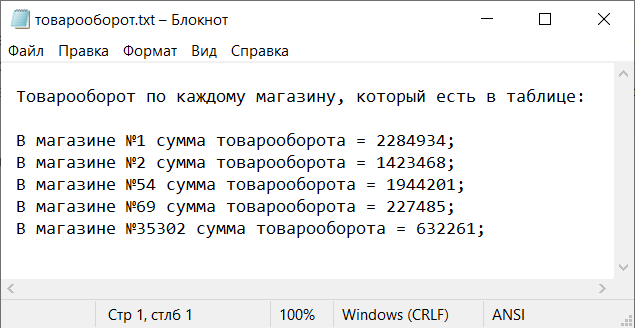 товарооборот.txt – Блокнот
Файл Правка Формат Вид Справка
Товарооборот по каждому магазину, который есть в таблице:
В магазине №1 сумма товарооборота = 2284934;
В магазине №2 сумма товарооборота = 1423468;
В магазине №54 сумма товарооборота = 1944201;
В магазине №69 сумма товарооборота = 227485;
В магазине №35302 сумма товарооборота = 632261;
Стр 1, стлб 1 100% Windows (CRLF) ANSI